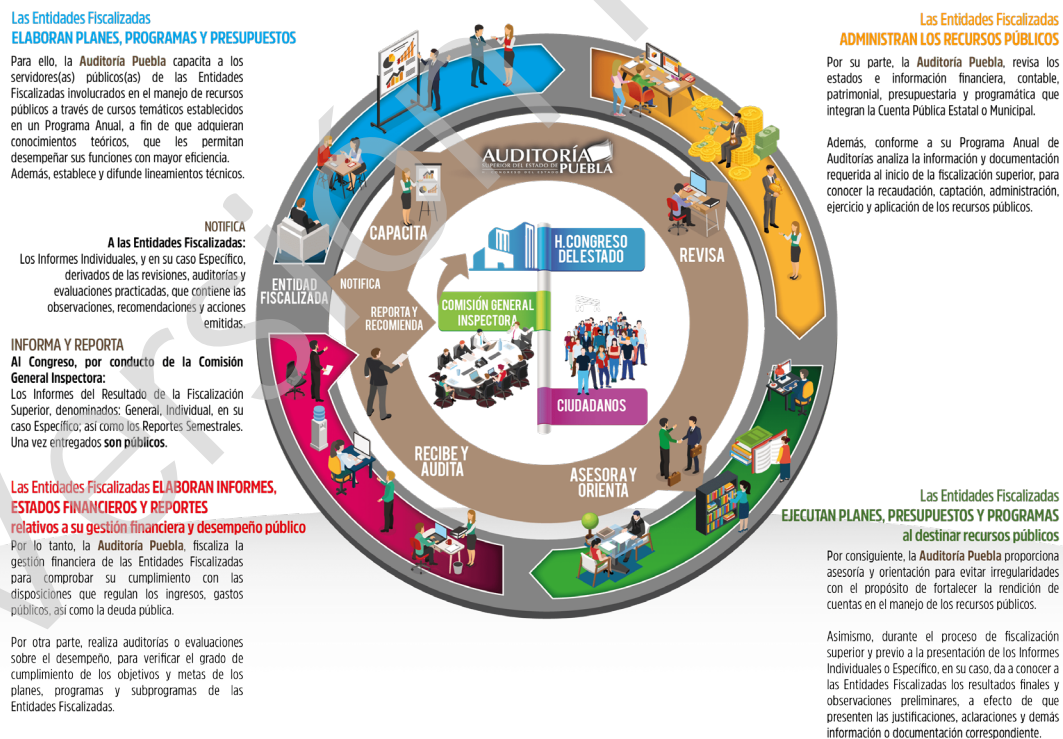 Las Entidades Fiscalizadas
ELABORAN PLANES, PROGRAMAS Y PRESUPUESTOS
Para ello, la Auditoría Puebla capacita a los
servidores(as) públicos(as) de las Entidades
Fiscalizadas involucrados en el manejo de recursos
públicos a través de cursos temáticos establecidos
en un Programa Anual, a fin de que adquieran
conocimientos teóricos, que les permitan
desempeñar sus funciones con mayor eficiencia.
Además, establece y difunde lineamientos técnicos.
NOTIFICA
A las Entidades Fiscalizadas:
Los Informes Individuales, y en su caso Específico,
derivados de las revisiones, auditorías y
evaluaciones practicadas, que contiene las
observaciones, recomendaciones y acciones
emitidas.
INFORMA Y REPORTA
Al Congreso, por conducto de la Comisión
General Inspectora:
Los Informes del Resultado de la Fiscalización
Superior, denominados: General, Individual, en su
caso Específico; así como los Reportes Semestrales.
Una vez entregados son públicos.
Las Entidades Fiscalizadas ELABORAN INFORMES,
ESTADOS FINANCIEROS Y REPORTES
relativos a su gestión financiera y desempeño público
Por lo tanto, la Auditoría Puebla, fiscaliza la
gestión financiera de las Entidades Fiscalizadas
para comprobar su cumplimiento con las
disposiciones que regulan los ingresos, gastos
públicos, así como la deuda pública.
Por otra parte, realiza auditorías o evaluaciones
sobre el desempeño, para verificar el grado de
cumplimiento de los objetivos y metas de los
planes, programas y subprogramas de las
Entidades Fiscalizadas.
AUDITORÍA
SUPERIOR DEL ESTADO DE PUEBLA
H. CONGRESO DEL ESTADO
CAPACITA
REVISA
H. CONGRESO
DEL ESTADO
ENTIDAD
FISCALIZADA
NOTIFICA
REPORTA Y
RECOMIENDA
COMISIÓN GENERAL
INSPECTORA
CIUDADANOS
RECIBE Y
AUDITA
ASESORA Y
ORIENTA
Las Entidades Fiscalizadas
ADMINISTRAN LOS RECURSOS PÚBLICOS
Por su parte, la Auditoría Puebla, revisa los
estados e información financiera, contable,
patrimonial, presupuestaria y programática que
integran la Cuenta Pública Estatal o Municipal.
Además, conforme a su Programa Anual de
Auditorías analiza la información y documentación
requerida al inicio de la fiscalización superior, para
conocer la recaudación, captación, administración,
ejercicio y aplicación de los recursos públicos.
Las Entidades Fiscalizadas
EJECUTAN PLANES, PRESUPUESTOS Y PROGRAMAS
al destinar recursos públicos
Por consiguiente, la Auditoría Puebla proporciona
asesoría y orientación para evitar irregularidades
con el propósito de fortalecer la rendición de
cuentas en el manejo de los recursos públicos.
Asimismo, durante el proceso de fiscalización
superior y previo a la presentación de los Informes
Individuales o Específico, en su caso, da a conocer a
las Entidades Fiscalizadas los resultados finales y
observaciones preliminares, a efecto de que
presenten las justificaciones, aclaraciones y demás
información o documentación correspondiente.